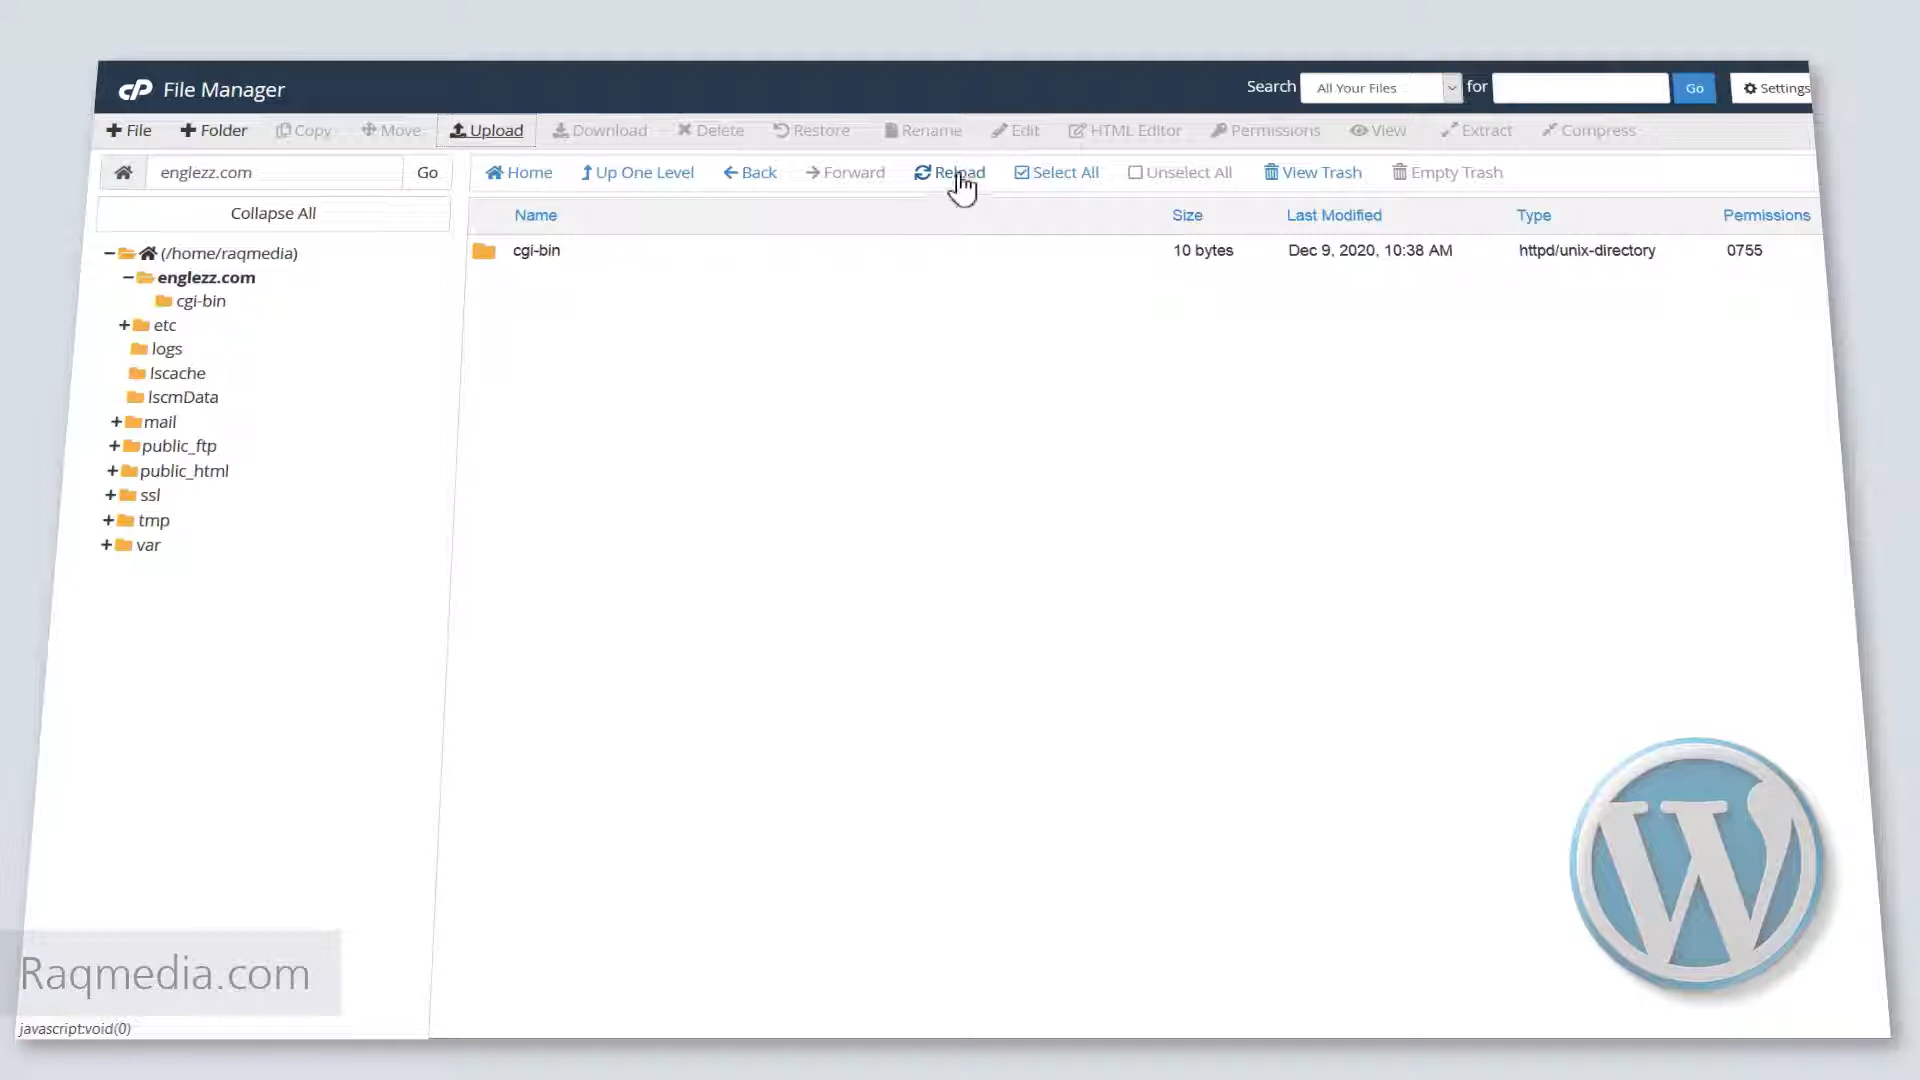 cP File Manager
Search All Your Files for Go Settings
File Folder Copy Move Upload Download Delete Restore Rename Edit HTML Editor Permissions View Extract Compress
englezz.com Go
Home Up One Level Back Forward Reload Select All Unselect All View Trash Empty Trash
Collapse All
Name Size Last Modified Type Permissions
cgi-bin 10 bytes Dec 9, 2020, 10:38 AM httpd/unix-directory 0755
(/home/raqmedia)
englezz.com
cgi-bin
etc
logs
lscache
lscmData
mail
public_ftp
public_html
ssl
tmp
var
W
Raqmedia.com
javascript:void(0)